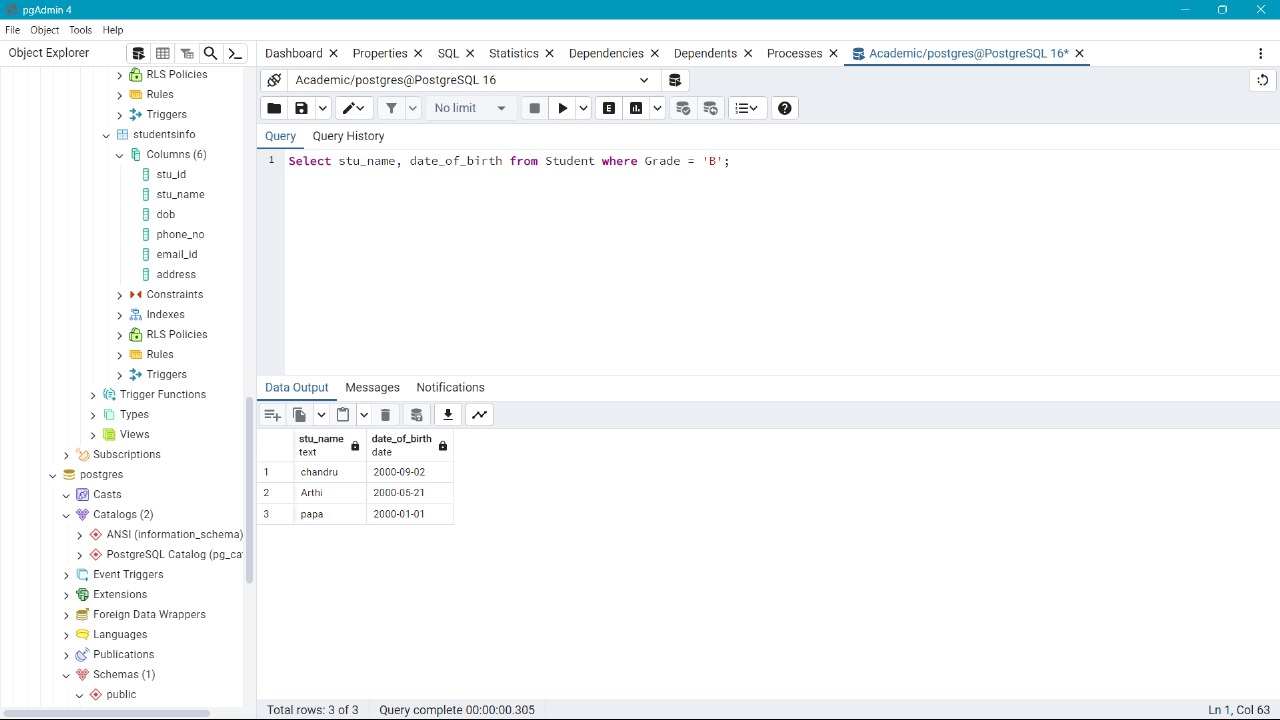 pgAdmin 4
File Object Tools Help
Object Explorer
Dashboard Properties SQL Statistics Dependencies Dependents Processes Academic/postgres@PostgreSQL 16*
RLS Policies
Rules
Triggers
studentsinfo
Columns (6)
stu_id
stu_name
dob
phone_no
email_id
address
Constraints
Indexes
RLS Policies
Rules
Triggers
Trigger Functions
Types
Views
Subscriptions
postgres
Casts
Catalogs (2)
ANSI (information_schema)
PostgreSQL Catalog (pg_ca
Event Triggers
Extensions
Foreign Data Wrappers
Languages
Publications
Schemas (1)
public
Academic/postgres@PostgreSQL 16
No limit
E
Query Query History
1 Select stu_name, date_of_birth from Student where Grade = 'B';
Data Output Messages Notifications
stu_name date_of_birth
text date
1 chandru 2000-09-02
2 Arthi 2000-05-21
3 papa 2000-01-01
Total rows: 3 of 3 Query complete 00:00:00.305 Ln 1, Col 63